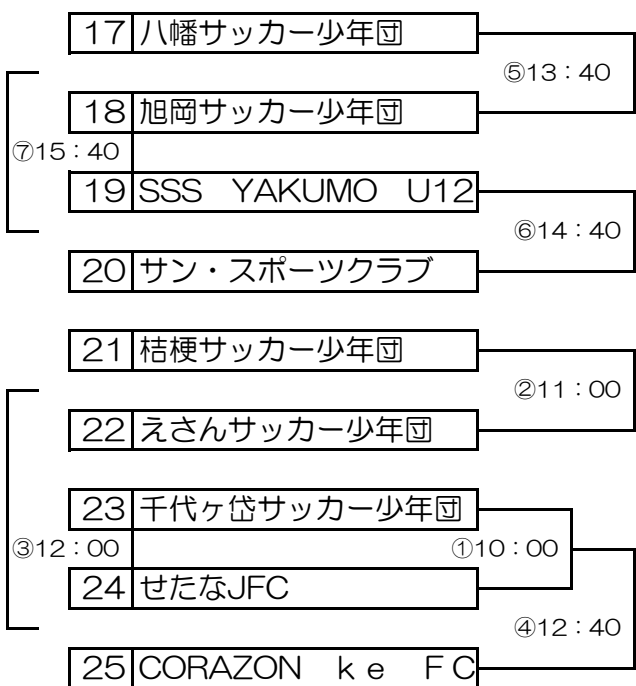 17 八幡サッカー少年団
⑤13：40
18 旭岡サッカー少年団
⑦15：40
19 SSS　YAKUMO　U12
⑥14：40
20 サン・スポーツクラブ
21 桔梗サッカー少年団
②11：00
22 えさんサッカー少年団
23 千代ヶ岱サッカー少年団
③12：00 ①10：00
24 せたなJFC
④12：40
25 CORAZON　ｋｅ　ＦＣ